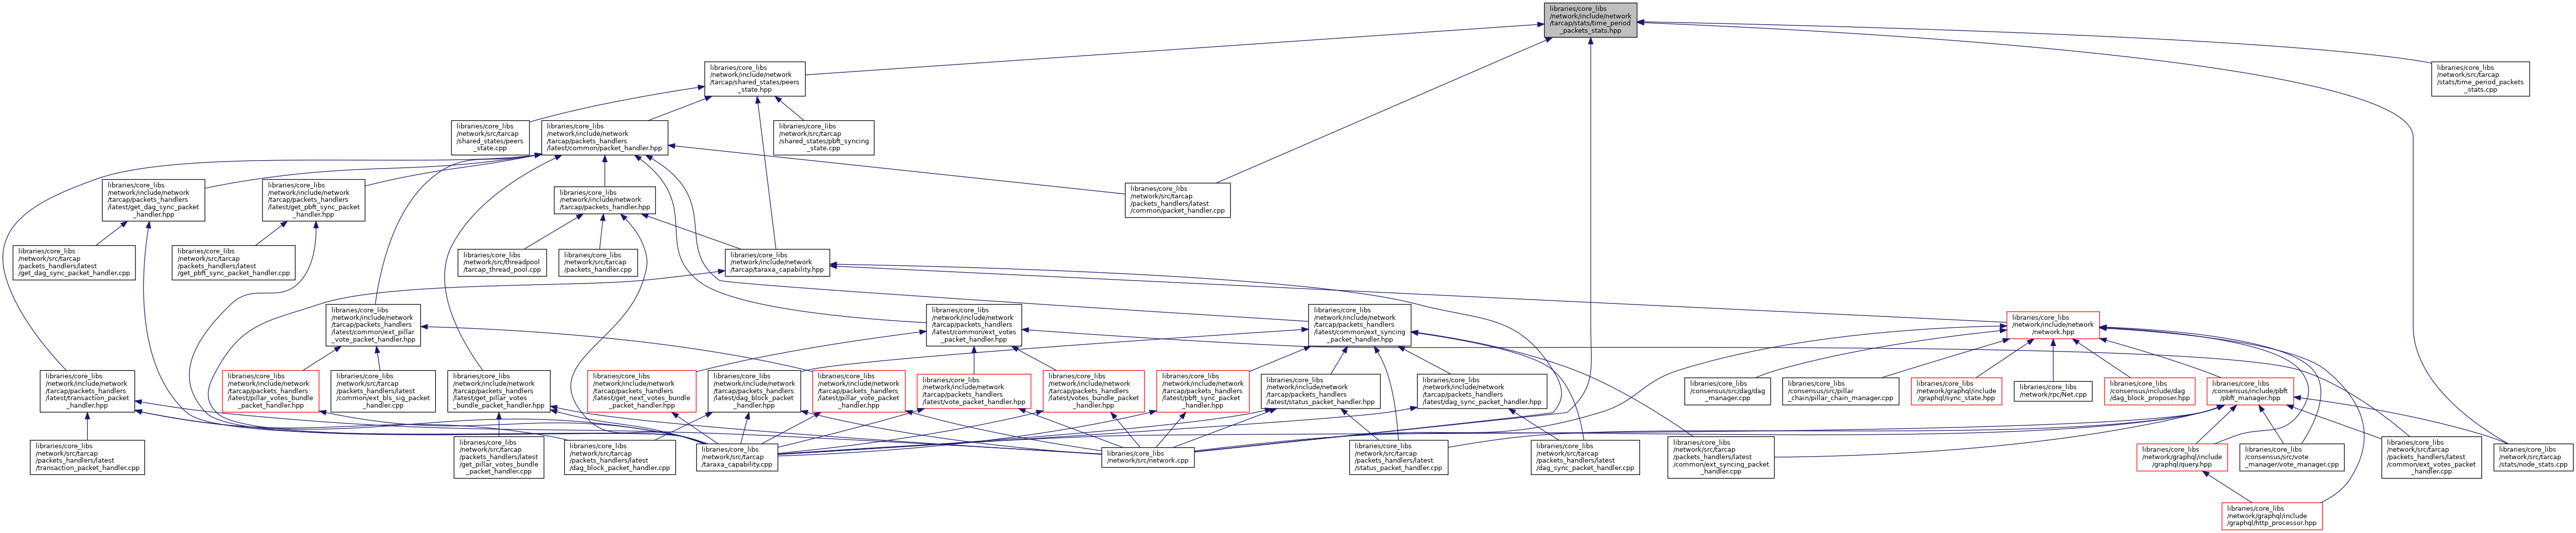 libraries/core_libs
/network/include/network
/tarcap/stats/time_period
_packets_stats.hpp
libraries/core_libs
/network/include/network
/tarcap/shared_states/peers
_state.hpp
libraries/core_libs
/network/src/tarcap
/stats/time_period_packets
_stats.cpp
libraries/core_libs
/network/src/tarcap
/shared_states/peers
_state.cpp
libraries/core_libs
/network/include/network
/tarcap/packets_handlers
/latest/common/packet_handler.hpp
libraries/core_libs
/network/src/tarcap
/shared_states/pbft_syncing
_state.cpp
libraries/core_libs
/network/include/network
/tarcap/packets_handlers
/latest/get_dag_sync_packet
_handler.hpp
libraries/core_libs
/network/include/network
/tarcap/packets_handlers
/latest/get_pbft_sync_packet
_handler.hpp
libraries/core_libs
/network/include/network
/tarcap/packets_handler.hpp
libraries/core_libs
/network/src/tarcap
/packets_handlers/latest
/common/packet_handler.cpp
libraries/core_libs
/network/src/tarcap
/packets_handlers/latest
/get_dag_sync_packet_handler.cpp
libraries/core_libs
/network/src/tarcap
/packets_handlers/latest
/get_pbft_sync_packet_handler.cpp
libraries/core_libs
/network/src/threadpool
/tarcap_thread_pool.cpp
libraries/core_libs
/network/src/tarcap
/packets_handler.cpp
libraries/core_libs
/network/include/network
/tarcap/taraxa_capability.hpp
libraries/core_libs
/network/include/network
/tarcap/packets_handlers
/latest/common/ext_pillar
_vote_packet_handler.hpp
libraries/core_libs
/network/include/network
/tarcap/packets_handlers
/latest/common/ext_votes
_packet_handler.hpp
libraries/core_libs
/network/include/network
/tarcap/packets_handlers
/latest/common/ext_syncing
_packet_handler.hpp
libraries/core_libs
/network/include/network
/network.hpp
libraries/core_libs
/network/include/network
/tarcap/packets_handlers
/latest/transaction_packet
_handler.hpp
libraries/core_libs
/network/include/network
/tarcap/packets_handlers
/latest/pillar_votes_bundle
_packet_handler.hpp
libraries/core_libs
/network/src/tarcap
/packets_handlers/latest
/common/ext_bls_sig_packet
_handler.cpp
libraries/core_libs
/network/include/network
/tarcap/packets_handlers
/latest/get_pillar_votes
_bundle_packet_handler.hpp
libraries/core_libs
/network/include/network
/tarcap/packets_handlers
/latest/get_next_votes_bundle
_packet_handler.hpp
libraries/core_libs
/network/include/network
/tarcap/packets_handlers
/latest/dag_block_packet
_handler.hpp
libraries/core_libs
/network/include/network
/tarcap/packets_handlers
/latest/pillar_vote_packet
_handler.hpp
libraries/core_libs
/network/include/network
/tarcap/packets_handlers
/latest/vote_packet_handler.hpp
libraries/core_libs
/network/include/network
/tarcap/packets_handlers
/latest/votes_bundle_packet
_handler.hpp
libraries/core_libs
/network/include/network
/tarcap/packets_handlers
/latest/pbft_sync_packet
_handler.hpp
libraries/core_libs
/network/include/network
/tarcap/packets_handlers
/latest/status_packet_handler.hpp
libraries/core_libs
/network/include/network
/tarcap/packets_handlers
/latest/dag_sync_packet_handler.hpp
libraries/core_libs
/consensus/src/dag/dag
_manager.cpp
libraries/core_libs
/consensus/src/pillar
_chain/pillar_chain_manager.cpp
libraries/core_libs
/network/graphql/include
/graphql/sync_state.hpp
libraries/core_libs
/network/rpc/Net.cpp
libraries/core_libs
/consensus/include/dag
/dag_block_proposer.hpp
libraries/core_libs
/consensus/include/pbft
/pbft_manager.hpp
libraries/core_libs
/network/src/tarcap
/packets_handlers/latest
/transaction_packet_handler.cpp
libraries/core_libs
/network/src/tarcap
/packets_handlers/latest
/get_pillar_votes_bundle
_packet_handler.cpp
libraries/core_libs
/network/src/tarcap
/packets_handlers/latest
/dag_block_packet_handler.cpp
libraries/core_libs
/network/src/tarcap
/taraxa_capability.cpp
libraries/core_libs
/network/src/network.cpp
libraries/core_libs
/network/src/tarcap
/packets_handlers/latest
/status_packet_handler.cpp
libraries/core_libs
/network/src/tarcap
/packets_handlers/latest
/dag_sync_packet_handler.cpp
libraries/core_libs
/network/src/tarcap
/packets_handlers/latest
/common/ext_syncing_packet
_handler.cpp
libraries/core_libs
/network/graphql/include
/graphql/query.hpp
libraries/core_libs
/consensus/src/vote
_manager/vote_manager.cpp
libraries/core_libs
/network/src/tarcap
/packets_handlers/latest
/common/ext_votes_packet
_handler.cpp
libraries/core_libs
/network/src/tarcap
/stats/node_stats.cpp
libraries/core_libs
/network/graphql/include
/graphql/http_processor.hpp